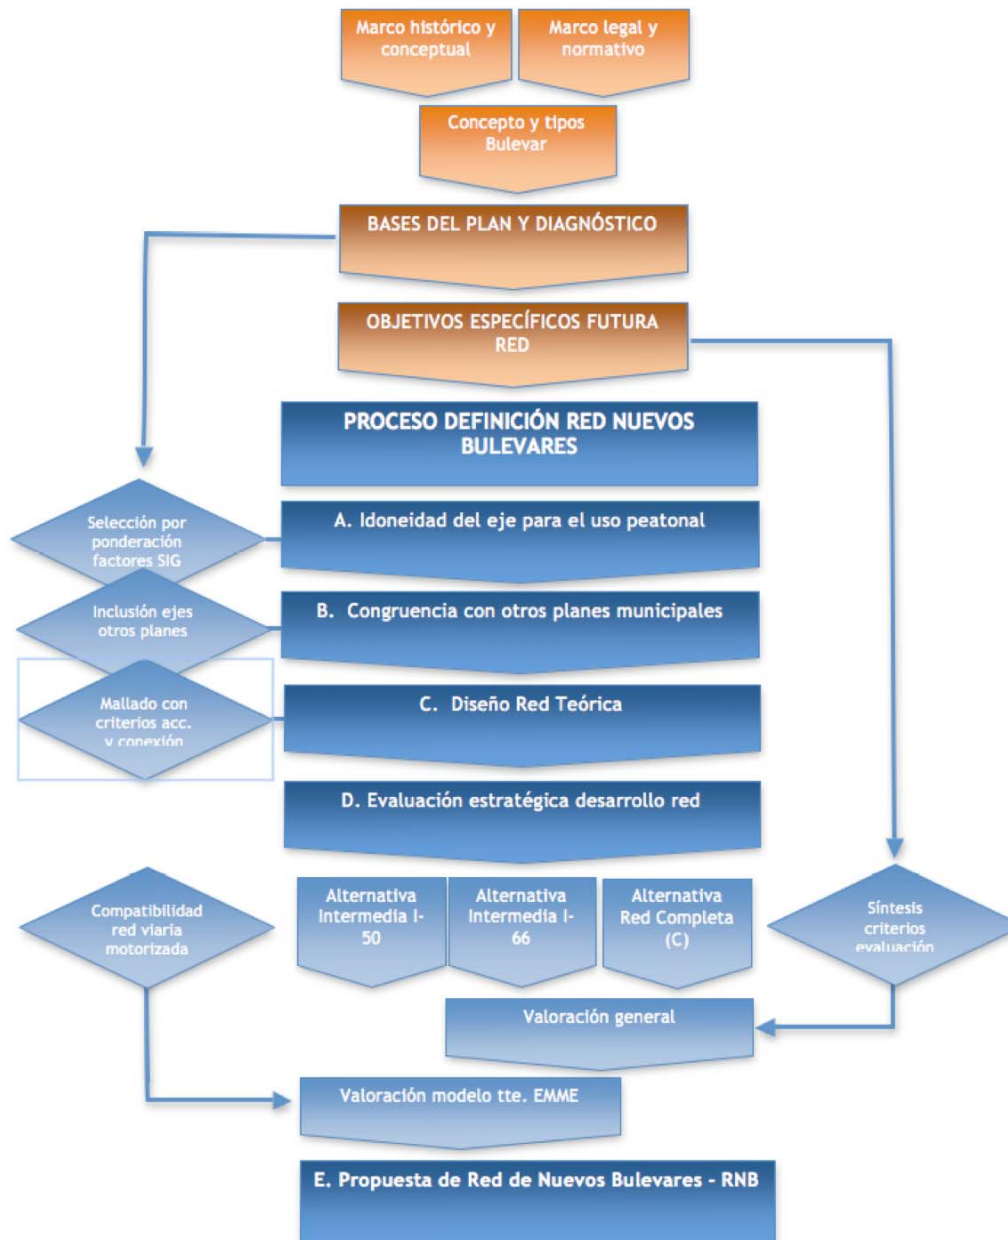 Marco histórico y
conceptual
Marco legal y
normativo
Concepto y tipos
Bulevar
BASES DEL PLAN Y DIAGNÓSTICO
OBJETIVOS ESPECÍFICOS FUTURA
RED
PROCESO DEFINICIÓN RED NUEVOS
BULEVARES
Selección por
ponderación
factores SIG
A. Idoneidad del eje para el uso peatonal
Inclusión ejes
otros planes
B. Congruencia con otros planes municipales
Mallado con
criterios acc.
y conexión
C. Diseño Red Teórica
D. Evaluación estratégica desarrollo red
Compatibilidad
red viaria
motorizada
Alternativa
Intermedia I-
50
Alternativa
Intermedia I-
66
Alternativa
Red Completa
(C)
Síntesis
criterios
evaluación
Valoración general
Valoración modelo tte. EMME
E. Propuesta de Red de Nuevos Bulevares - RNB